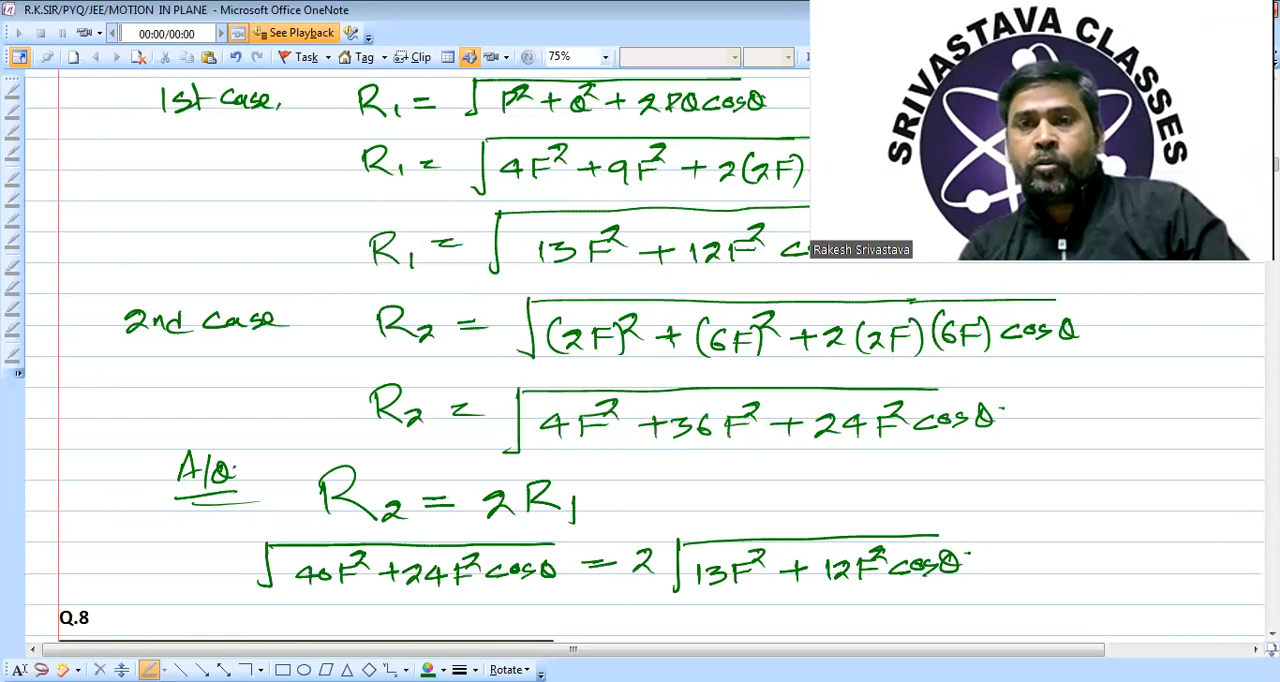 R.K.SIR/PYQ/JEE/MOTION IN PLANE - Microsoft Office OneNote
00:00/00:00 See Playback
Task Tag Clip 75%
SRIVASTAVA CLASSES
Rakesh Srivastava
1st case, R₁ = √(P² + Q² + 2PQ cosθ
R₁ = √(4F² + 9F² + 2(2F)
R₁ = √(13F² + 12F² c
2nd case R₂ = √((2F)² + (6F)² + 2(2F)(6F) cosθ
R₂ = √(4F² + 36F² + 24F² cosθ
A/Q
R₂ = 2R₁
√(40F² + 24F² cosθ = 2 √(13F² + 12F² cosθ
Q.8
Rotate